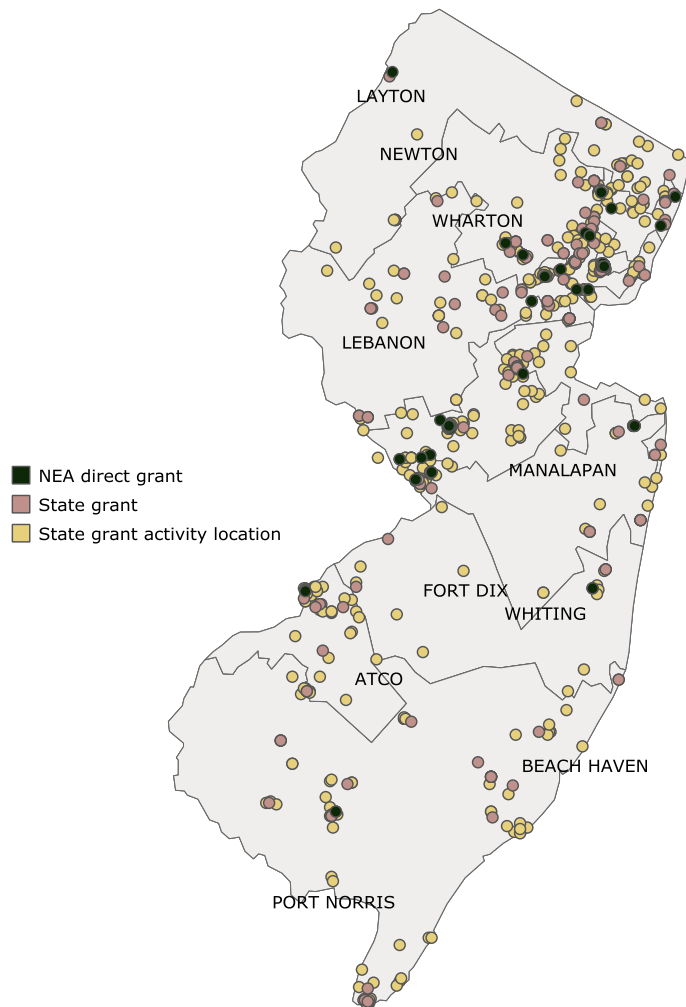 LAYTON
NEWTON
WHARTON
LEBANON
MANALAPAN
NEA direct grant
State grant
State grant activity location
FORT DIX
WHITING
ATCO
BEACH HAVEN
PORT NORRIS